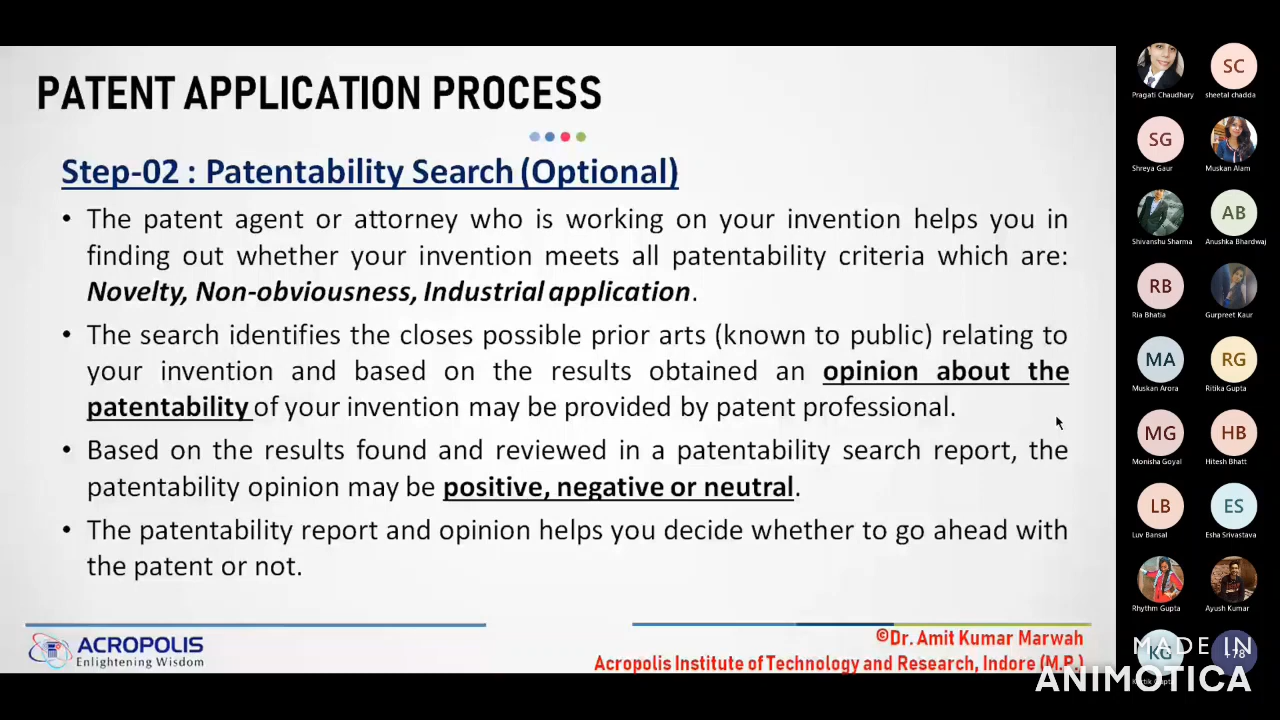 PATENT APPLICATION PROCESS
Step-02 : Patentability Search (Optional)
• The patent agent or attorney who is working on your invention helps you in
finding out whether your invention meets all patentability criteria which are:
Novelty, Non-obviousness, Industrial application.
• The search identifies the closes possible prior arts (known to public) relating to
your invention and based on the results obtained an opinion about the
patentability of your invention may be provided by patent professional.
• Based on the results found and reviewed in a patentability search report, the
patentability opinion may be positive, negative or neutral.
• The patentability report and opinion helps you decide whether to go ahead with
the patent or not.
ACROPOLIS
Enlightening Wisdom
©Dr. Amit Kumar Marwah
Acropolis Institute of Technology and Research, Indore (M.P.)
SC
Pragati Chaudhary
sheetal chadda
SG
Shreya Gaur
Muskan Alam
AB
Shivanshu Sharma
Anushka Bhardwaj
RB
Ria Bhatia
Gurpreet Kaur
MA
RG
Muskan Arora
Ritika Gupta
MG
HB
Monisha Goyal
Hitesh Bhatt
LB
ES
Luv Bansal
Esha Srivastava
Rhythm Gupta
Ayush Kumar
KG
+78
MADE IN
ANIMOTICA